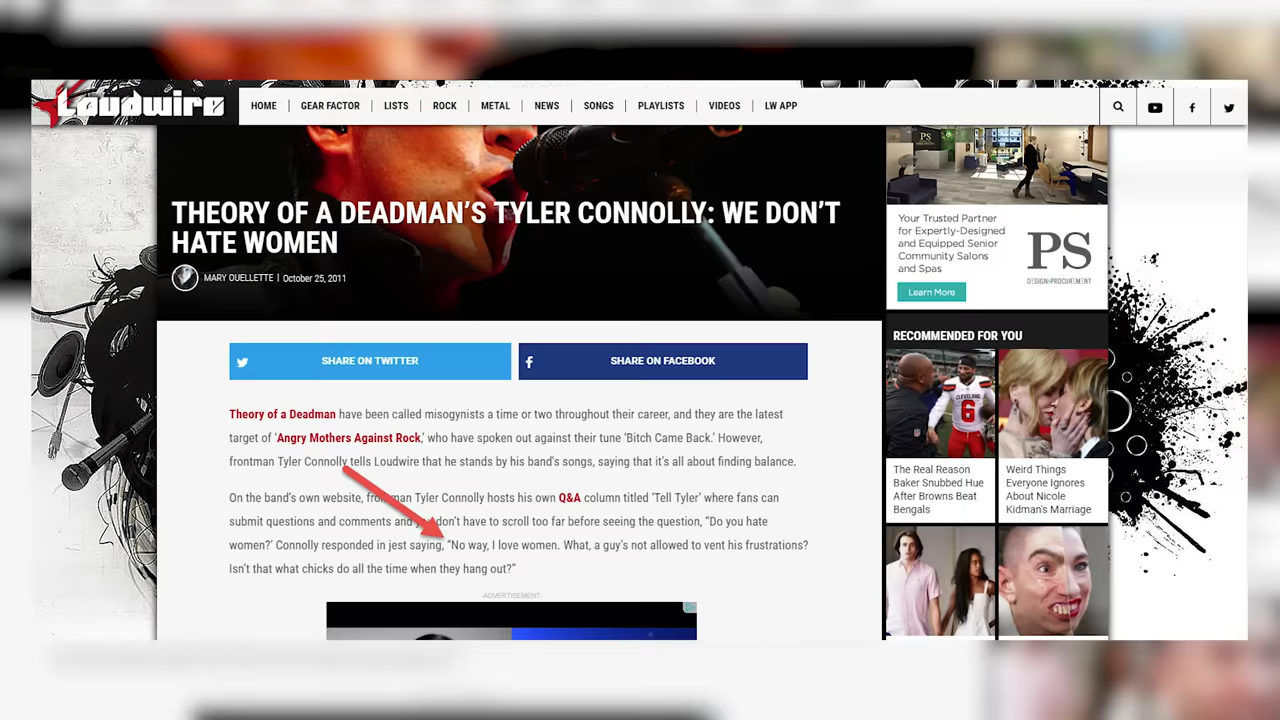 Loudwire
HOME
GEAR FACTOR
LISTS
ROCK
METAL
NEWS
SONGS
PLAYLISTS
VIDEOS
LW APP
THEORY OF A DEADMAN'S TYLER CONNOLLY: WE DON'T
HATE WOMEN
MARY OUELLETTE | October 25, 2011
SHARE ON TWITTER
SHARE ON FACEBOOK
Theory of a Deadman have been called misogynists a time or two throughout their career, and they are the latest
target of 'Angry Mothers Against Rock,' who have spoken out against their tune 'Bitch Came Back.' However,
frontman Tyler Connolly tells Loudwire that he stands by his band's songs, saying that it's all about finding balance.
On the band's own website, frontman Tyler Connolly hosts his own Q&A column titled 'Tell Tyler' where fans can
submit questions and comments and you don't have to scroll too far before seeing the question, "Do you hate
women?' Connolly responded in jest saying, "No way, I love women. What, a guy's not allowed to vent his frustrations?
Isn't that what chicks do all the time when they hang out?"
-ADVERTISEMENT-
PS
Your Trusted Partner
for Expertly-Designed
and Equipped Senior
Community Salons
and Spas
Learn More
PS
DESIGN+PROCUREMENT
RECOMMENDED FOR YOU
CLEVELAND
6
The Real Reason
Baker Snubbed Hue
After Browns Beat
Bengals
Weird Things
Everyone Ignores
About Nicole
Kidman's Marriage